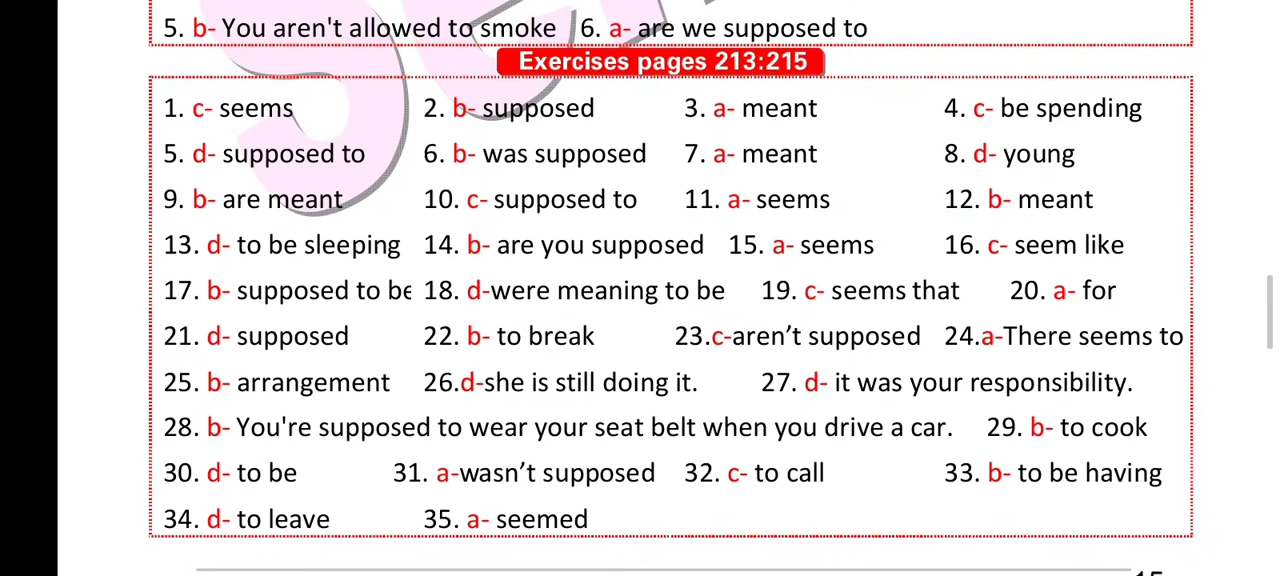 5. b- You aren't allowed to smoke 6. a- are we supposed to
Exercises pages 213:215
1. c- seems 2. b- supposed 3. a- meant 4. c- be spending
5. d- supposed to 6. b- was supposed 7. a- meant 8. d- young
9. b- are meant 10. c- supposed to 11. a- seems 12. b- meant
13. d- to be sleeping 14. b- are you supposed 15. a- seems 16. c- seem like
17. b- supposed to be 18. d-were meaning to be 19. c- seems that 20. a- for
21. d- supposed 22. b- to break 23.c-aren’t supposed 24.a-There seems to
25. b- arrangement 26.d-she is still doing it. 27. d- it was your responsibility.
28. b- You're supposed to wear your seat belt when you drive a car. 29. b- to cook
30. d- to be 31. a-wasn’t supposed 32. c- to call 33. b- to be having
34. d- to leave 35. a- seemed